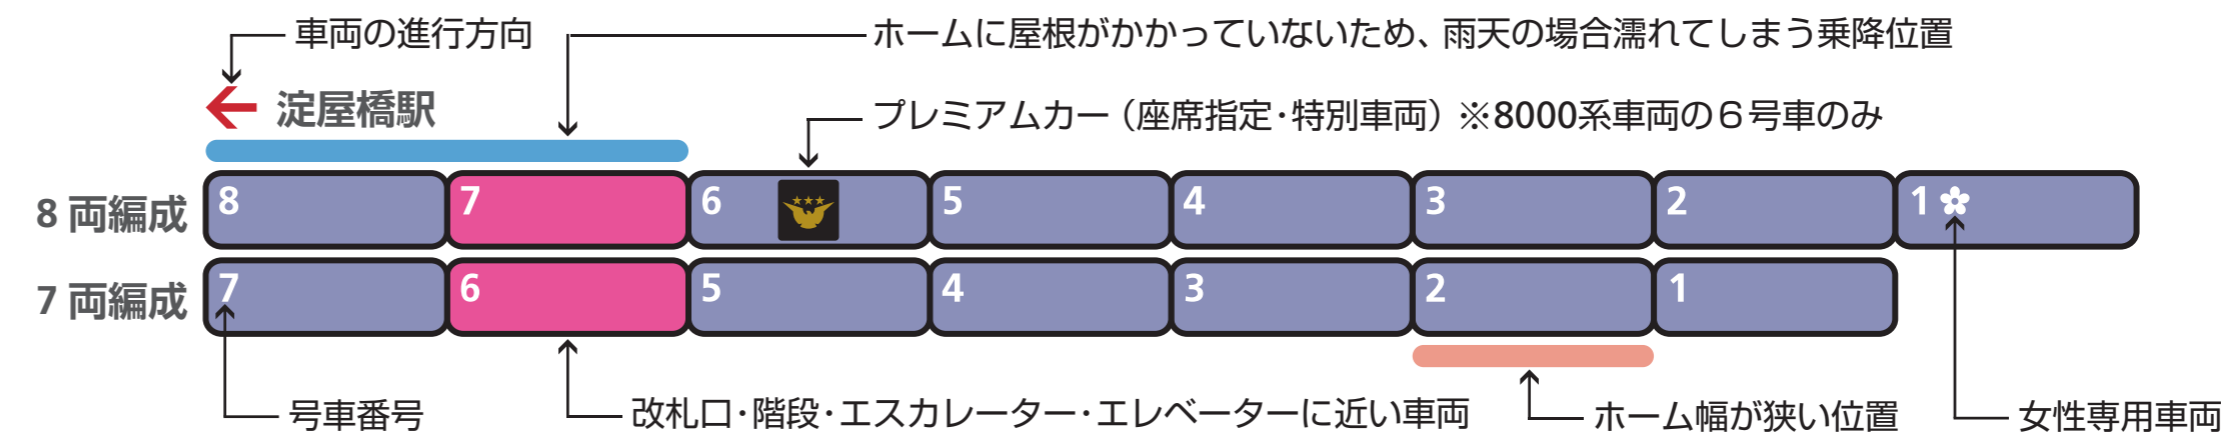 車両の進行方向
ホームに屋根がかかっていないため、雨天の場合濡れてしまう乗降位置
淀屋橋駅
プレミアムカー（座席指定・特別車両）※8000系車両の６号車のみ
8両編成 8 7 6 5 4 3 2 1
7両編成 7 6 5 4 3 2 1
号車番号
改札口・階段・エスカレーター・エレベーターに近い車両
ホーム幅が狭い位置
女性専用車両